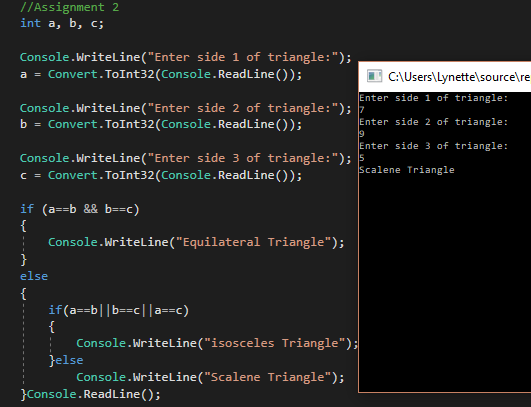 //Assignment 2
int a, b, c;
Console.WriteLine("Enter side 1 of triangle:");
a = Convert.ToInt32(Console.ReadLine());
Console.WriteLine("Enter side 2 of triangle:");
b = Convert.ToInt32(Console.ReadLine());
Console.WriteLine("Enter side 3 of triangle:");
c = Convert.ToInt32(Console.ReadLine());
if (a==b && b==c)
{
Console.WriteLine("Equilateral Triangle");
}
else
{
if(a==b||b==c||a==c)
{
Console.WriteLine("isosceles Triangle");
}else
Console.WriteLine("Scalene Triangle");
}Console.ReadLine();
C:\Users\Lynette\source\re
Enter side 1 of triangle:
7
Enter side 2 of triangle:
9
Enter side 3 of triangle:
5
Scalene Triangle